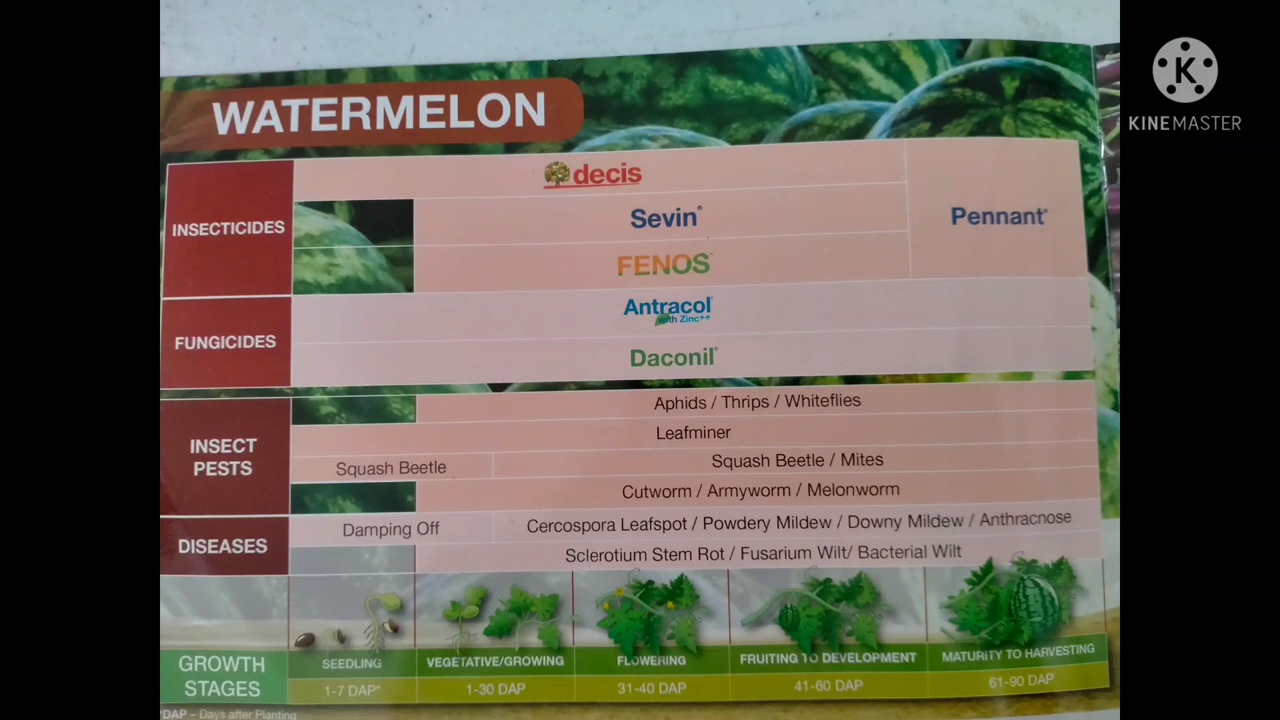 WATERMELON
K
KINEMASTER
INSECTICIDES
decis
Sevin®
Pennant®
FENOS®
FUNGICIDES
Antracol®
with Zinc++
Daconil®
INSECT
PESTS
Aphids / Thrips / Whiteflies
Leafminer
Squash Beetle
Squash Beetle / Mites
Cutworm / Armyworm / Melonworm
DISEASES
Damping Off
Cercospora Leafspot / Powdery Mildew / Downy Mildew / Anthracnose
Sclerotium Stem Rot / Fusarium Wilt/ Bacterial Wilt
GROWTH
STAGES
SEEDLING
VEGETATIVE/GROWING
FLOWERING
FRUITING TO DEVELOPMENT
MATURITY TO HARVESTING
1-7 DAP*
1-30 DAP
31-40 DAP
41-60 DAP
61-90 DAP
*DAP – Days after Planting